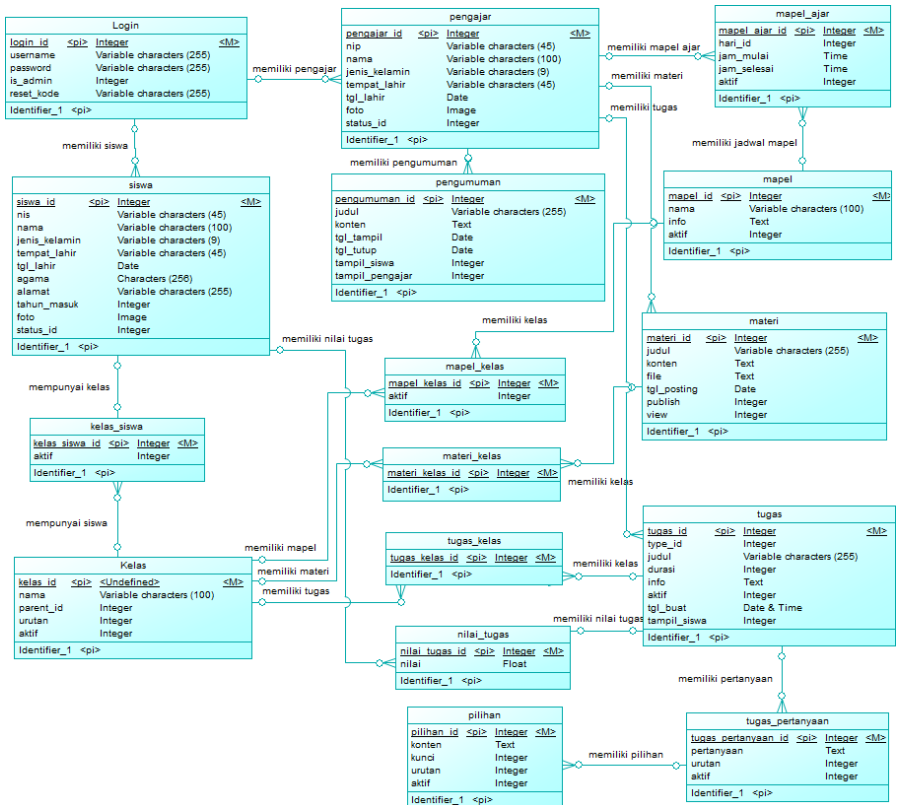 Login
login_id <pi> Integer <M>
username Variable characters (255)
password Variable characters (255)
is_admin Integer
reset_kode Variable characters (255)
Identifier_1 <pi>
memiliki pengajar
pengajar
pengajar_id <pi> Integer <M>
nip Variable characters (45)
nama Variable characters (100)
jenis_kelamin Variable characters (9)
tempat_lahir Variable characters (45)
tgl_lahir Date
foto Image
status_id Integer
Identifier_1 <pi>
memiliki mapel ajar
memiliki materi
memiliki tugas
mapel_ajar
mapel_ajar_id <pi> Integer <M>
hari_id Integer
jam_mulai Time
jam_selesai Time
aktif Integer
Identifier_1 <pi>
memiliki siswa
memiliki pengumuman
memiliki jadwal mapel
siswa
siswa_id <pi> Integer <M>
nis Variable characters (45)
nama Variable characters (100)
jenis_kelamin Variable characters (9)
tempat_lahir Variable characters (45)
tgl_lahir Date
agama Characters (256)
alamat Variable characters (255)
tahun_masuk Integer
foto Image
status_id Integer
Identifier_1 <pi>
pengumuman
pengumuman_id <pi> Integer <M>
judul Variable characters (255)
konten Text
tgl_tampil Date
tgl_tutup Date
tampil_siswa Integer
tampil_pengajar Integer
Identifier_1 <pi>
mapel
mapel_id <pi> Integer <M>
nama Variable characters (100)
info Text
aktif Integer
Identifier_1 <pi>
memiliki kelas
memiliki nilai tugas
materi
materi_id <pi> Integer <M>
judul Variable characters (255)
konten Text
file Text
tgl_posting Date
publish Integer
view Integer
Identifier_1 <pi>
mempunyai kelas
mapel_kelas
mapel_kelas_id <pi> Integer <M>
aktif Integer
Identifier_1 <pi>
kelas_siswa
kelas_siswa_id <pi> Integer <M>
aktif Integer
Identifier_1 <pi>
materi_kelas
materi_kelas_id <pi> Integer <M>
Identifier_1 <pi>
memiliki kelas
mempunyai siswa
tugas_kelas
tugas_kelas_id <pi> Integer <M>
Identifier_1 <pi>
memiliki kelas
tugas
tugas_id <pi> Integer <M>
type_id Integer
judul Variable characters (255)
durasi Integer
info Text
aktif Integer
tgl_buat Date & Time
tampil_siswa Integer
Identifier_1 <pi>
memiliki mapel
memiliki materi
memiliki tugas
Kelas
kelas_id <pi> <Undefined> <M>
nama Variable characters (100)
parent_id Integer
urutan Integer
aktif Integer
Identifier_1 <pi>
memiliki nilai tugas
nilai_tugas
nilai_tugas_id <pi> Integer <M>
nilai Float
Identifier_1 <pi>
memiliki pertanyaan
pilihan
pilihan_id <pi> Integer <M>
konten Text
kunci Integer
urutan Integer
aktif Integer
Identifier_1 <pi>
memiliki pilihan
tugas_pertanyaan
tugas_pertanyaan_id <pi> Integer <M>
pertanyaan Text
urutan Integer
aktif Integer
Identifier_1 <pi>